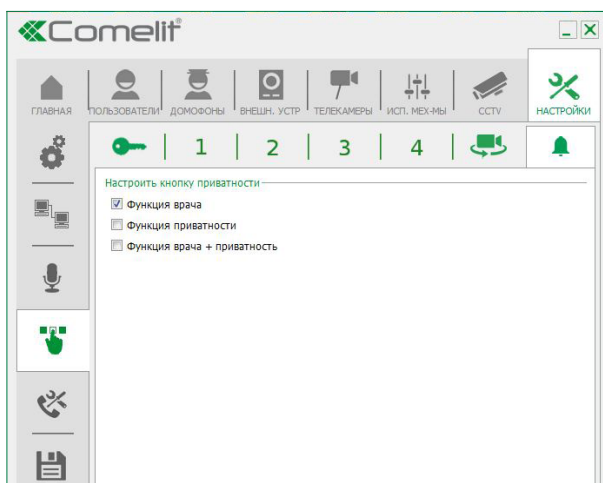 Comelit®
ГЛАВНАЯ ПОЛЬЗОВАТЕЛИ ДОМОФОНЫ ВНЕШН. УСТР ТЕЛЕКАМЕРЫ ИСП. МЕХ-МЫ CCTV НАСТРОЙКИ
1 2 3 4
Настроить кнопку приватности
Функция врача
Функция приватности
Функция врача + приватность